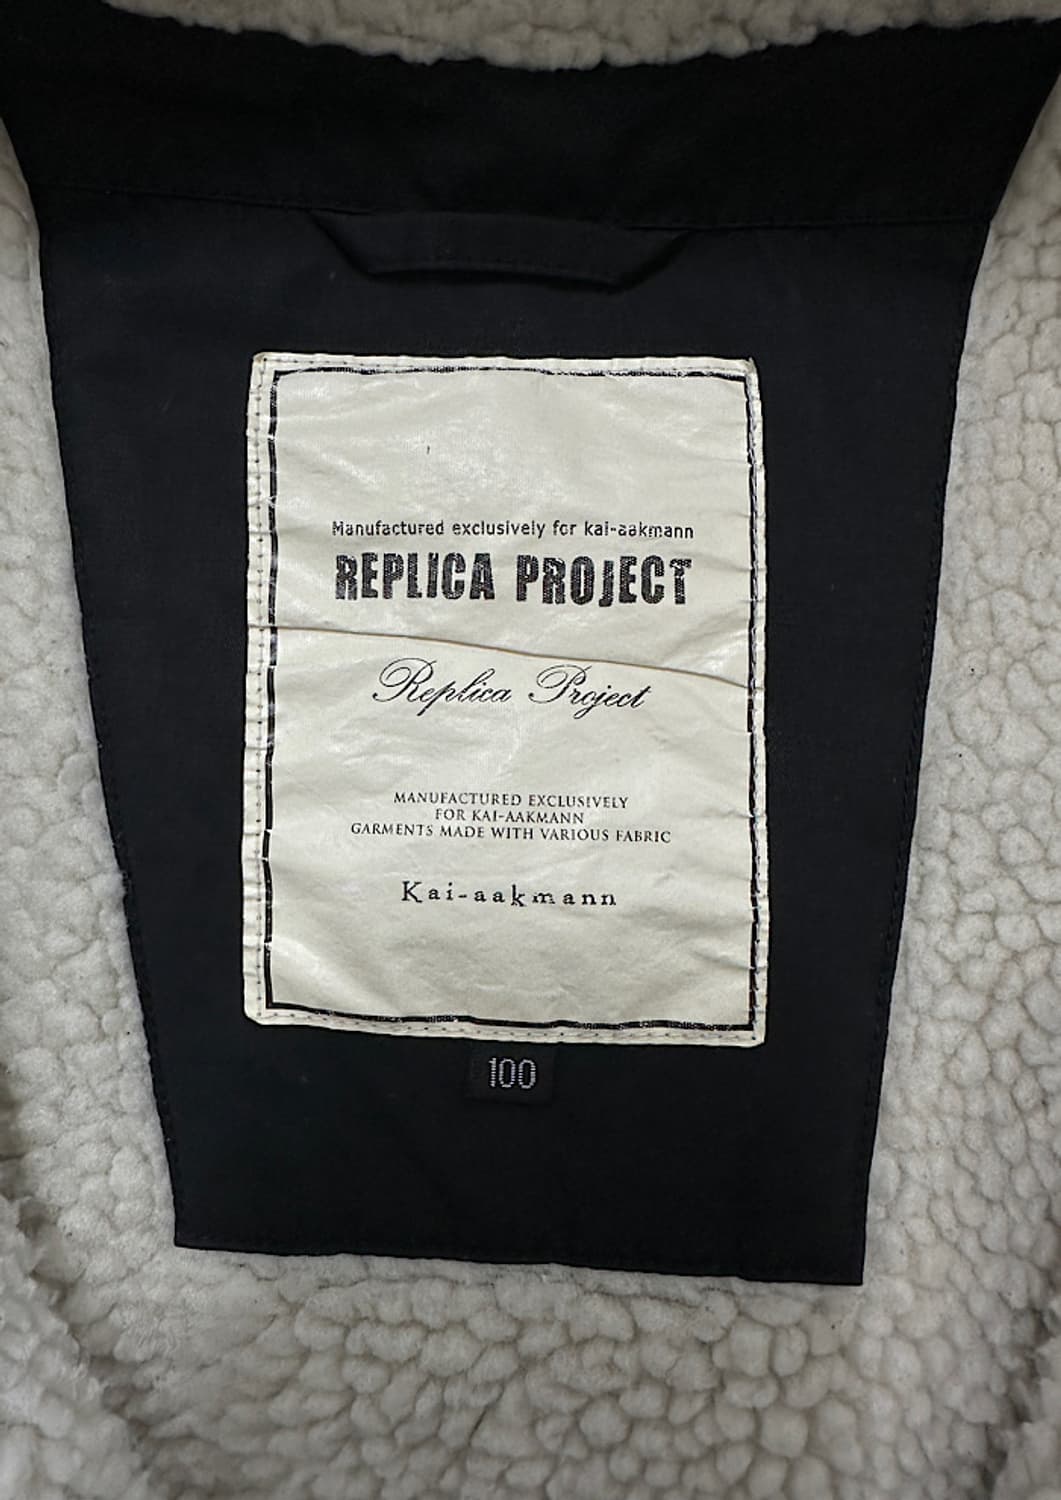 Manufactured exclusively for kai-aakmann
REPLICA PROJECT
Replica Project
MANUFACTURED EXCLUSIVELY
FOR KAI-AAKMANN
GARMENTS MADE WITH VARIOUS FABRIC
Kai-aakmann
100